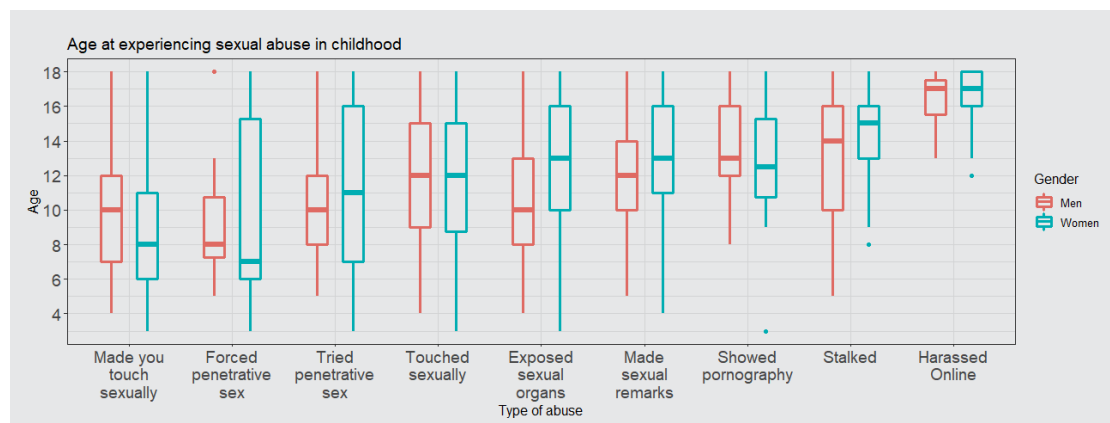 Age at experiencing sexual abuse in childhood
18
16
14
12
10
8
6
4
Age
Made you
touch
sexually
Forced
penetrative
sex
Tried
penetrative
sex
Touched
sexually
Exposed
sexual
organs
Made
sexual
remarks
Showed
pornography
Stalked
Harassed
Online
Type of abuse
Gender
Men
Women